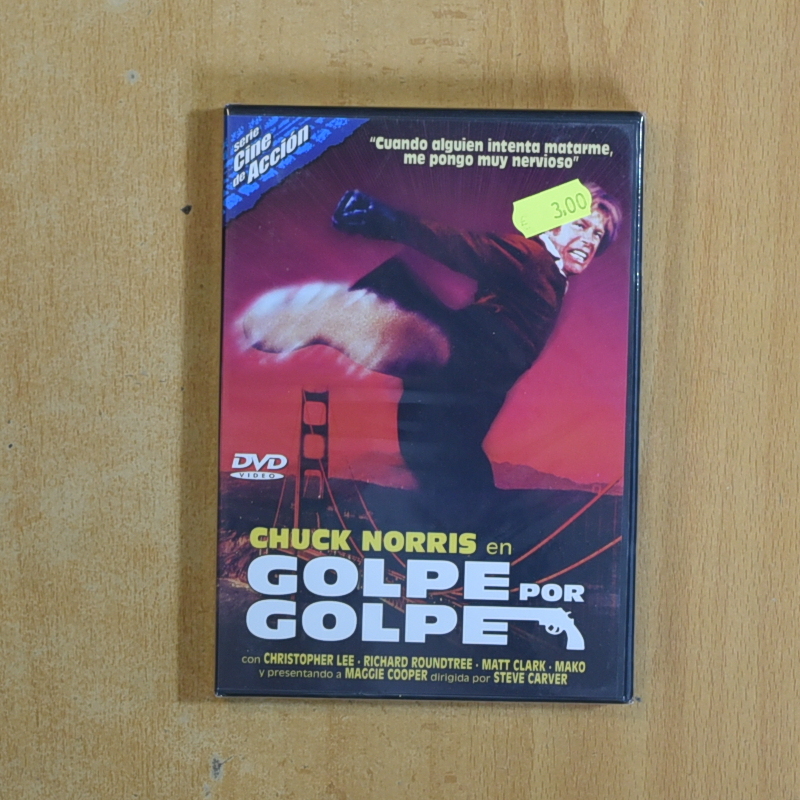 serie
Cine
de Acción
"Cuando alguien intenta matarme,
me pongo muy nervioso"
3,00
DVD
VIDEO
CHUCK NORRIS en
GOLPE POR
GOLPE
con CHRISTOPHER LEE · RICHARD ROUNDTREE · MATT CLARK · MAKO
y presentando a MAGGIE COOPER dirigida por STEVE CARVER